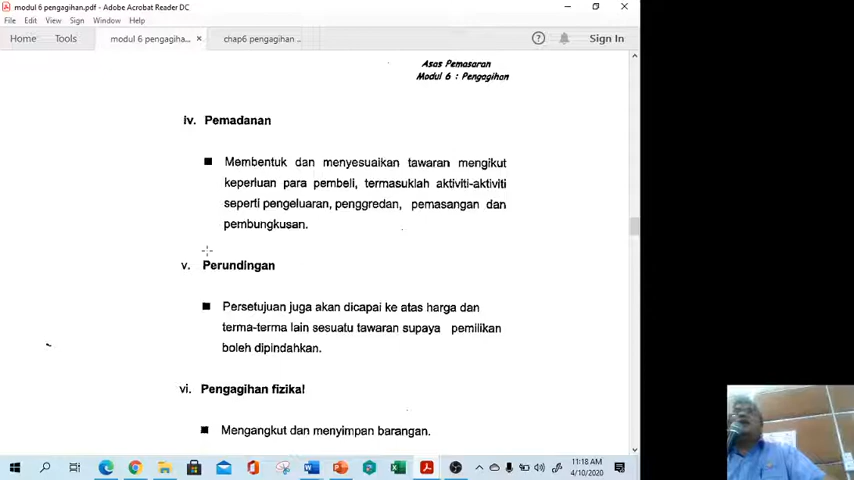 modul 6 pengagihan.pdf - Adobe Acrobat Reader DC
File Edit View Sign Window Help
Home Tools modul 6 pengagiha... × chap6 pengagihan ... Sign In
Asas Pemasaran
Modul 6 : Pengagihan
iv. Pemadanan
Membentuk dan menyesuaikan tawaran mengikut
keperluan para pembeli, termasuklah aktiviti-aktiviti
seperti pengeluaran, penggredan, pemasangan dan
pembungkusan.
v. Perundingan
Persetujuan juga akan dicapai ke atas harga dan
terma-terma lain sesuatu tawaran supaya pemilikan
boleh dipindahkan.
vi. Pengagihan fizikal
Mengangkut dan menyimpan barangan.
11:18 AM
4/10/2020